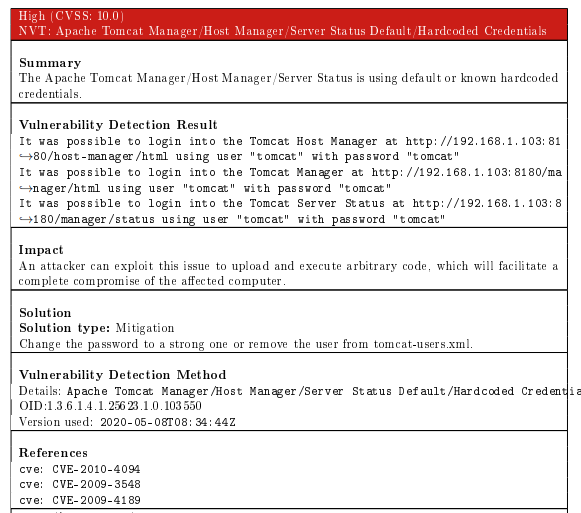 High (CVSS: 10.0)
NVT: Apache Tomcat Manager/Host Manager/Server Status Default/Hardcoded Credentials
Summary
The Apache Tomcat Manager/Host Manager/Server Status is using default or known hardcoded
credentials.
Vulnerability Detection Result
It was possible to login into the Tomcat Host Manager at http://192.168.1.103:81
↪80/host-manager/html using user "tomcat" with password "tomcat"
It was possible to login into the Tomcat Manager at http://192.168.1.103:8180/ma
↪nager/html using user "tomcat" with password "tomcat"
It was possible to login into the Tomcat Server Status at http://192.168.1.103:8
↪180/manager/status using user "tomcat" with password "tomcat"
Impact
An attacker can exploit this issue to upload and execute arbitrary code, which will facilitate a
complete compromise of the affected computer.
Solution
Solution type: Mitigation
Change the password to a strong one or remove the user from tomcat-users.xml.
Vulnerability Detection Method
Details: Apache Tomcat Manager/Host Manager/Server Status Default/Hardcoded Credentia
OID:1.3.6.1.4.1.25623.1.0.103550
Version used: 2020-05-08T08:34:44Z
References
cve: CVE-2010-4094
cve: CVE-2009-3548
cve: CVE-2009-4189